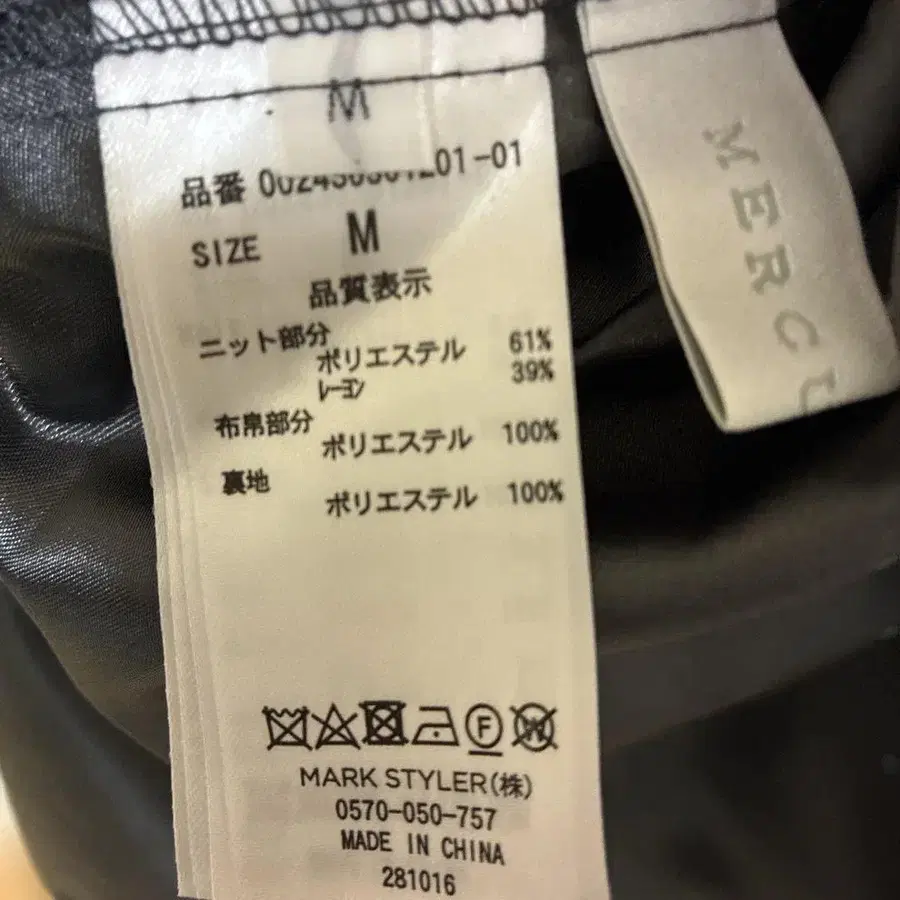 M
品番 01-01
SIZE M
品質表示
ニット部分
ポリエステル 61%
レーヨン 39%
布帛部分
ポリエステル 100%
裏地
ポリエステル 100%
F W
MARK STYLER(株)
0570-050-757
MADE IN CHINA
281016
MERCU